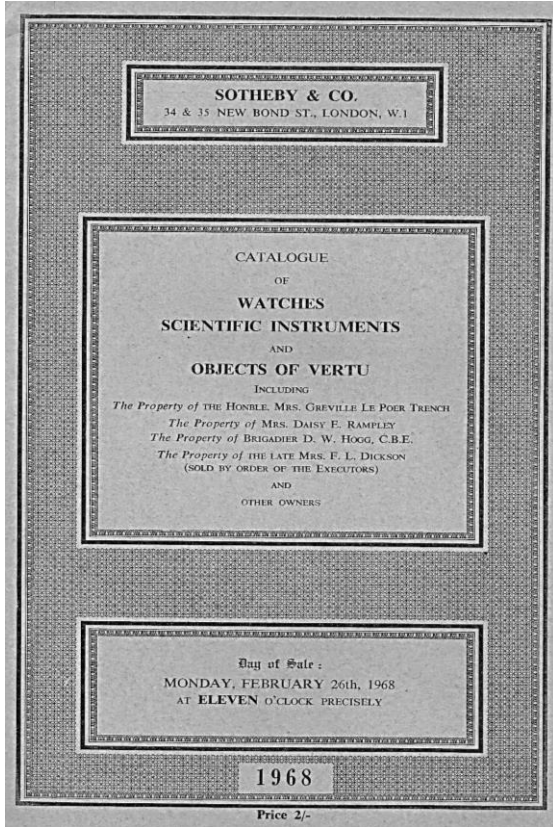 SOTHEBY & CO.
34 & 35 NEW BOND ST., LONDON, W.1
CATALOGUE
OF
WATCHES
SCIENTIFIC INSTRUMENTS
AND
OBJECTS OF VERTU
INCLUDING
The Property of THE HONBLE. MRS. GREVILLE LE POER TRENCH
The Property of MRS. DAISY E. RAMPLEY
The Property of BRIGADIER D. W. HOGG, C.B.E.
The Property of THE LATE MRS. F. L. DICKSON
(SOLD BY ORDER OF THE EXECUTORS)
AND
OTHER OWNERS
Day of Sale :
MONDAY, FEBRUARY 26th, 1968
AT ELEVEN O'CLOCK PRECISELY
1968
Price 2/-